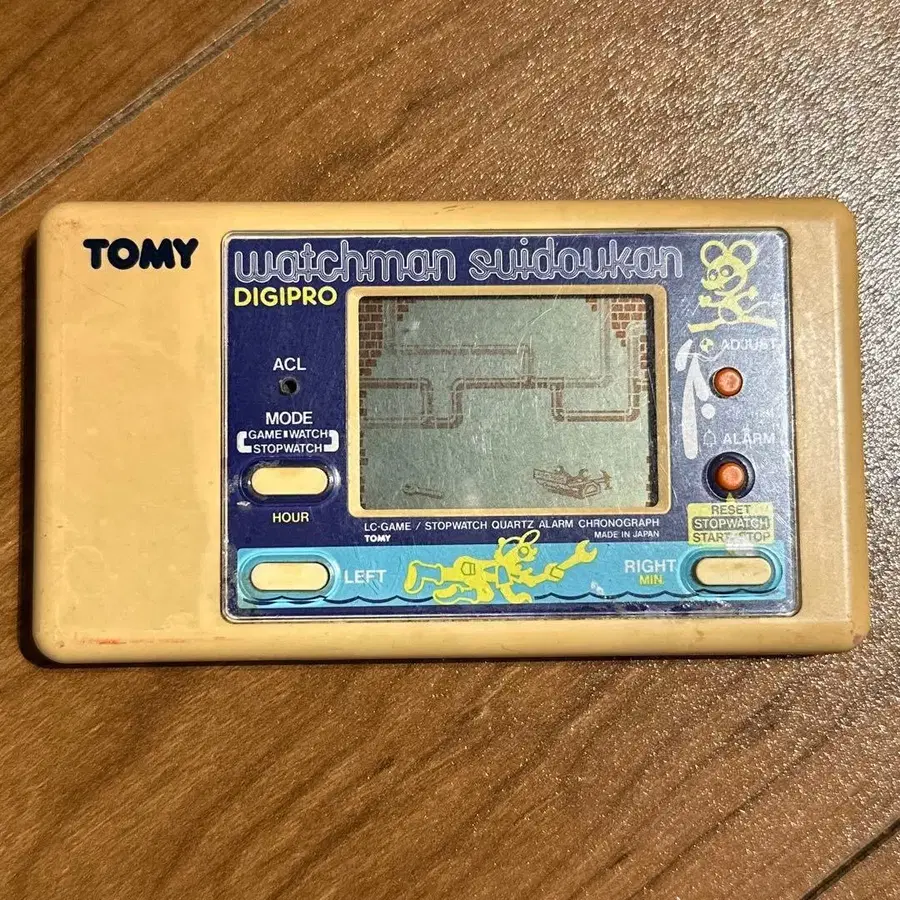 TOMY
watchman suidoukan
DIGIPRO
ADJUST
ACL
MODE
GAME WATCH
STOPWATCH
HOUR
ALARM
RESET
STOPWATCH
START/STOP
LC-GAME / STOPWATCH QUARTZ ALARM CHRONOGRAPH
TOMY
MADE IN JAPAN
LEFT
RIGHT
MIN.